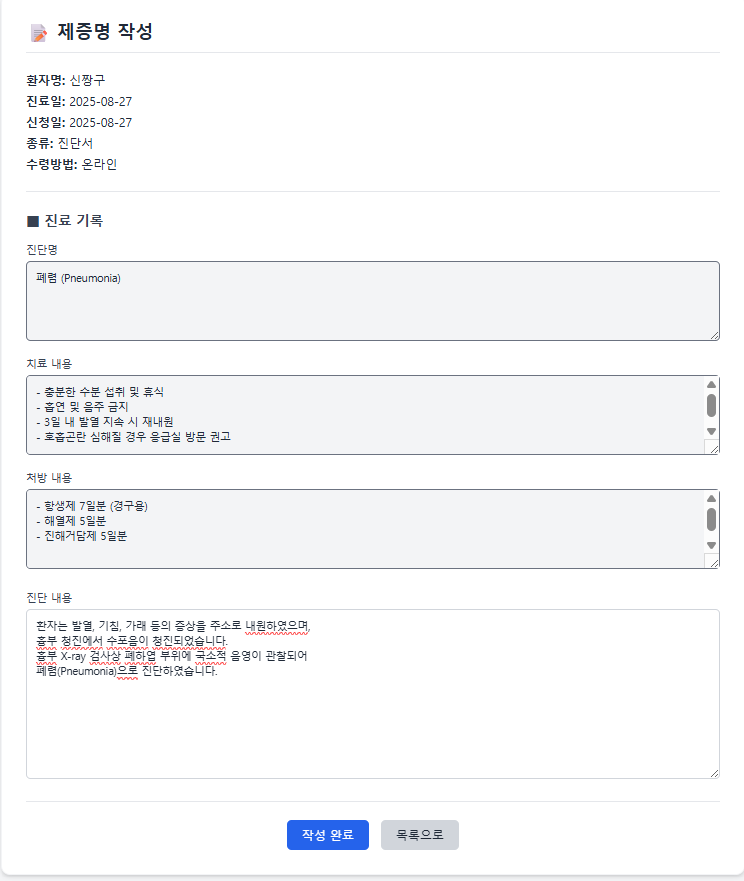 제증명 작성
환자명: 신짱구
진료일: 2025-08-27
신청일: 2025-08-27
종류: 진단서
수령방법: 온라인
■ 진료 기록
진단명
폐렴 (Pneumonia)
치료 내용
- 충분한 수분 섭취 및 휴식
- 흡연 및 음주 금지
- 3일 내 발열 지속 시 재내원
- 호흡곤란 심해질 경우 응급실 방문 권고
처방 내용
- 항생제 7일분 (경구용)
- 해열제 5일분
- 진해거담제 5일분
진단 내용
환자는 발열, 기침, 가래 등의 증상을 주소로 내원하였으며,
흉부 청진에서 수포음이 청진되었습니다.
흉부 X-ray 검사상 폐하엽 부위에 국소적 음영이 관찰되어
폐렴(Pneumonia)으로 진단하였습니다.
작성 완료
목록으로